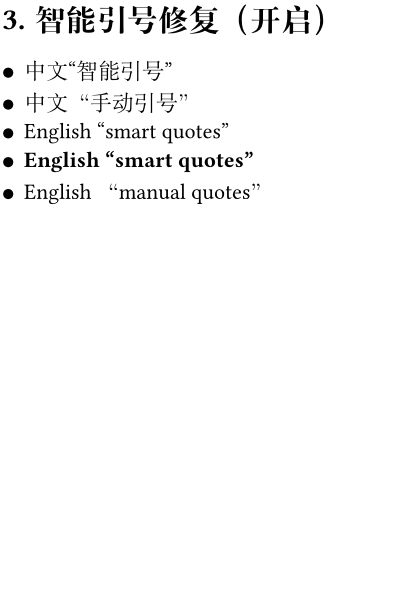 3. 智能引号修复（开启）
● 中文“智能引号”
● 中文“手动引号”
● English “smart quotes”
● English “smart quotes”
● English “manual quotes”